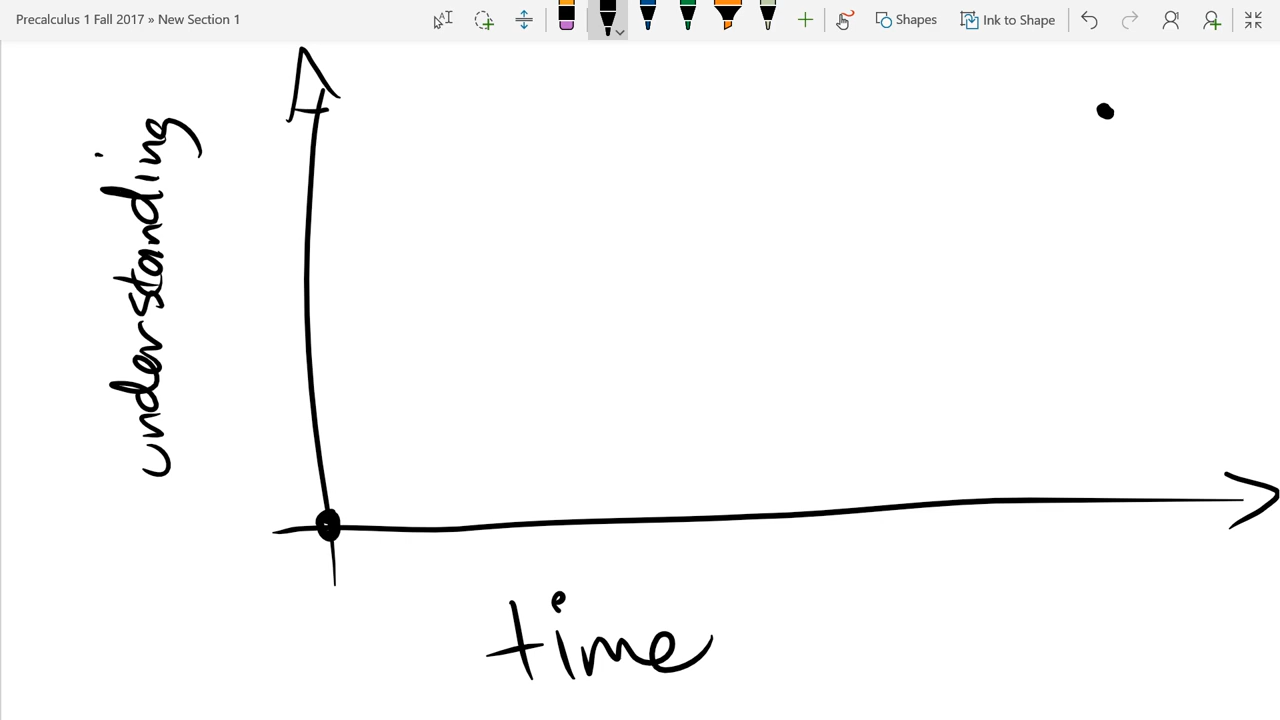 Precalculus 1 Fall 2017 » New Section 1
Shapes
Ink to Shape
understanding
time